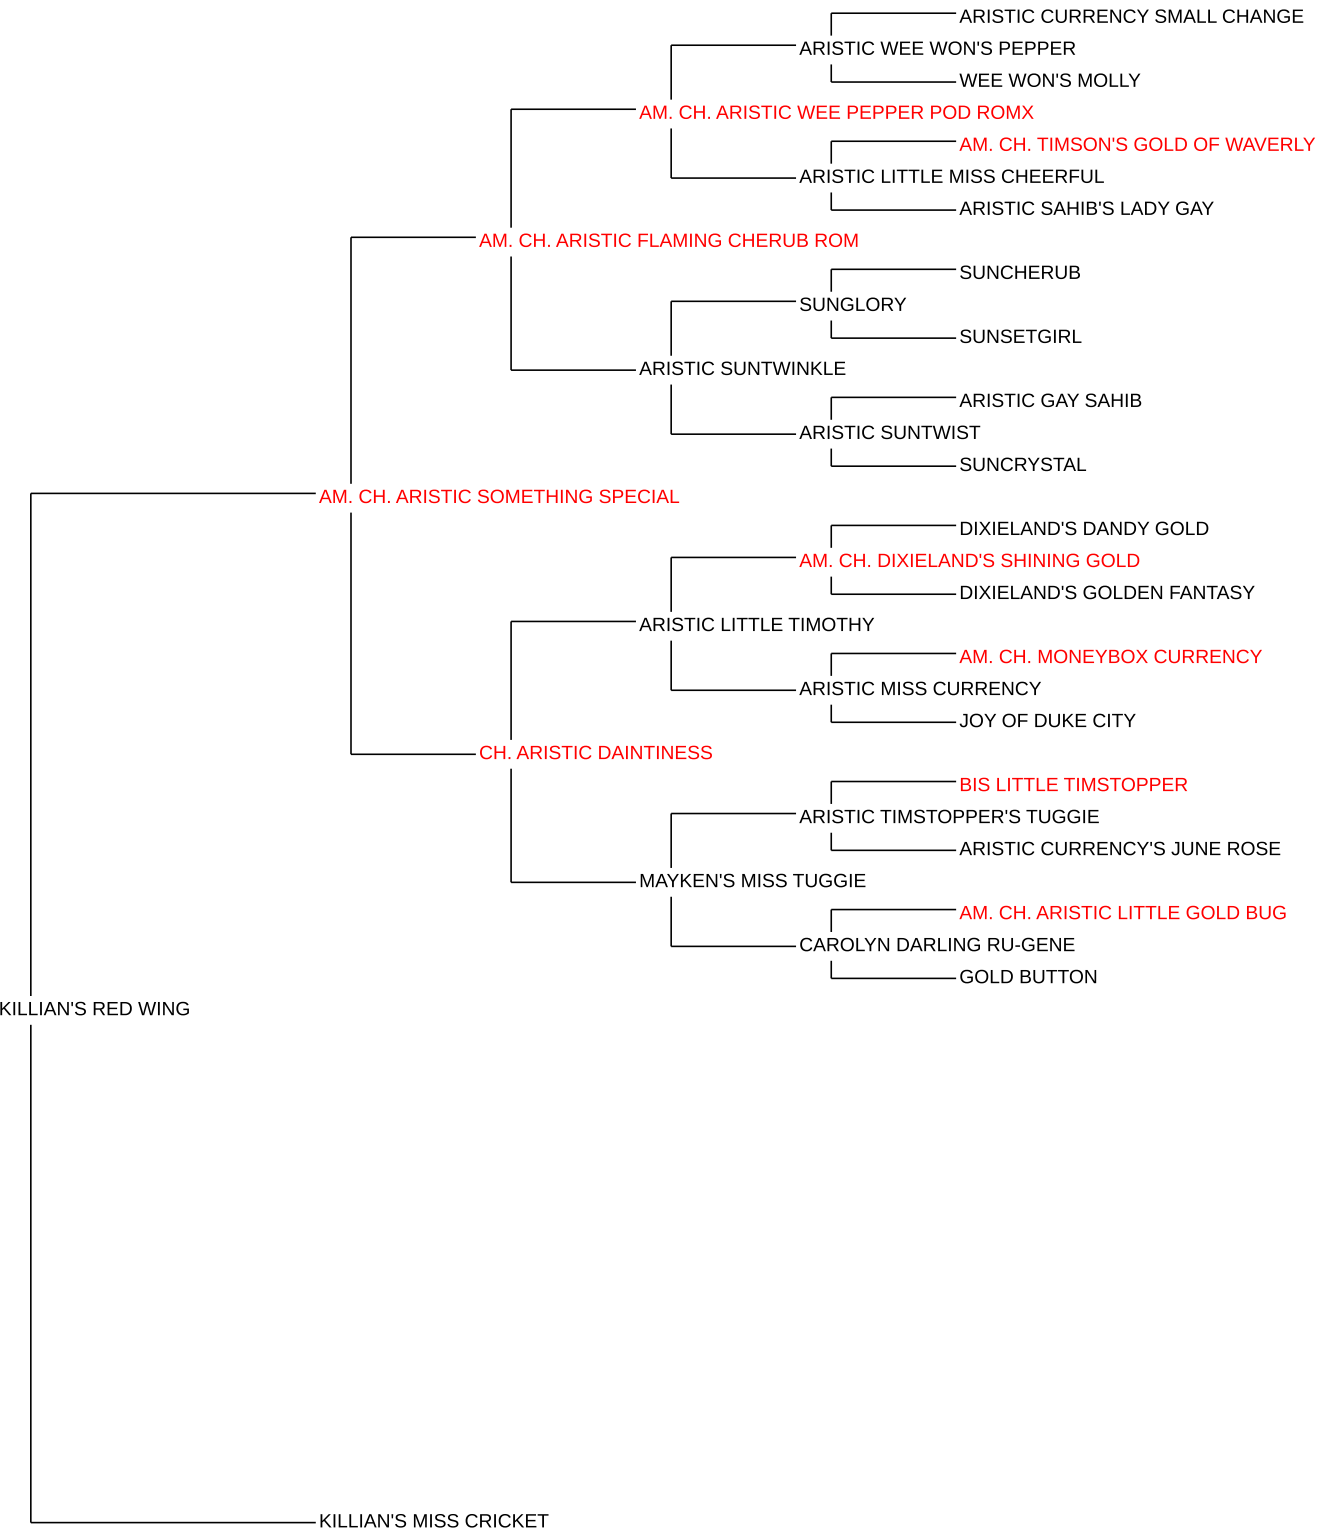 ARISTIC CURRENCY SMALL CHANGE
ARISTIC WEE WON'S PEPPER
WEE WON'S MOLLY
AM. CH. ARISTIC WEE PEPPER POD ROMX
AM. CH. TIMSON'S GOLD OF WAVERLY
ARISTIC LITTLE MISS CHEERFUL
ARISTIC SAHIB'S LADY GAY
AM. CH. ARISTIC FLAMING CHERUB ROM
SUNCHERUB
SUNGLORY
SUNSETGIRL
ARISTIC SUNTWINKLE
ARISTIC GAY SAHIB
ARISTIC SUNTWIST
SUNCRYSTAL
AM. CH. ARISTIC SOMETHING SPECIAL
DIXIELAND'S DANDY GOLD
AM. CH. DIXIELAND'S SHINING GOLD
DIXIELAND'S GOLDEN FANTASY
ARISTIC LITTLE TIMOTHY
AM. CH. MONEYBOX CURRENCY
ARISTIC MISS CURRENCY
JOY OF DUKE CITY
CH. ARISTIC DAINTINESS
BIS LITTLE TIMSTOPPER
ARISTIC TIMSTOPPER'S TUGGIE
ARISTIC CURRENCY'S JUNE ROSE
MAYKEN'S MISS TUGGIE
AM. CH. ARISTIC LITTLE GOLD BUG
CAROLYN DARLING RU-GENE
GOLD BUTTON
KILLIAN'S RED WING
KILLIAN'S MISS CRICKET